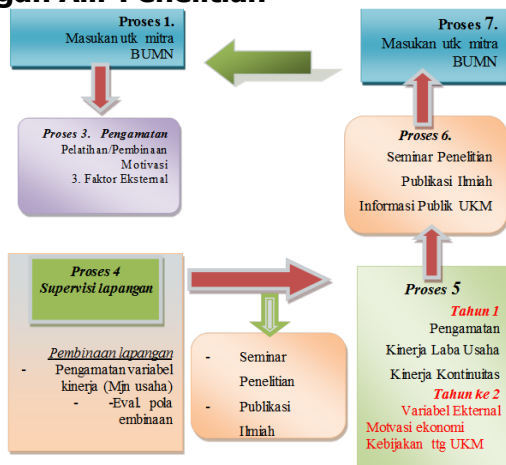 gan Alir Penelitian
Proses 1.
Masukan utk mitra
BUMN
Proses 7.
Masukan utk mitra
BUMN
Proses 3. Pengamatan
Pelatihan/Pembinaan
Motivasi
3. Faktor Eksternal
Proses 6.
Seminar Penelitian
Publikasi Ilmiah
Informasi Publik UKM
Proses 4
Supervisi lapangan
Pembinaan lapangan
- Pengamatan variabel
kinerja (Mjn usaha)
- -Eval. pola
embinaan
- Seminar
Penelitian
- Publikasi
Ilmiah
Proses 5
Tahun 1
Pengamatan
Kinerja Laba Usaha
Kinerja Kontinuitas
Tahun ke 2
Variabel Ekternal
Motvasi ekonomi
Kebijakan ttg UKM